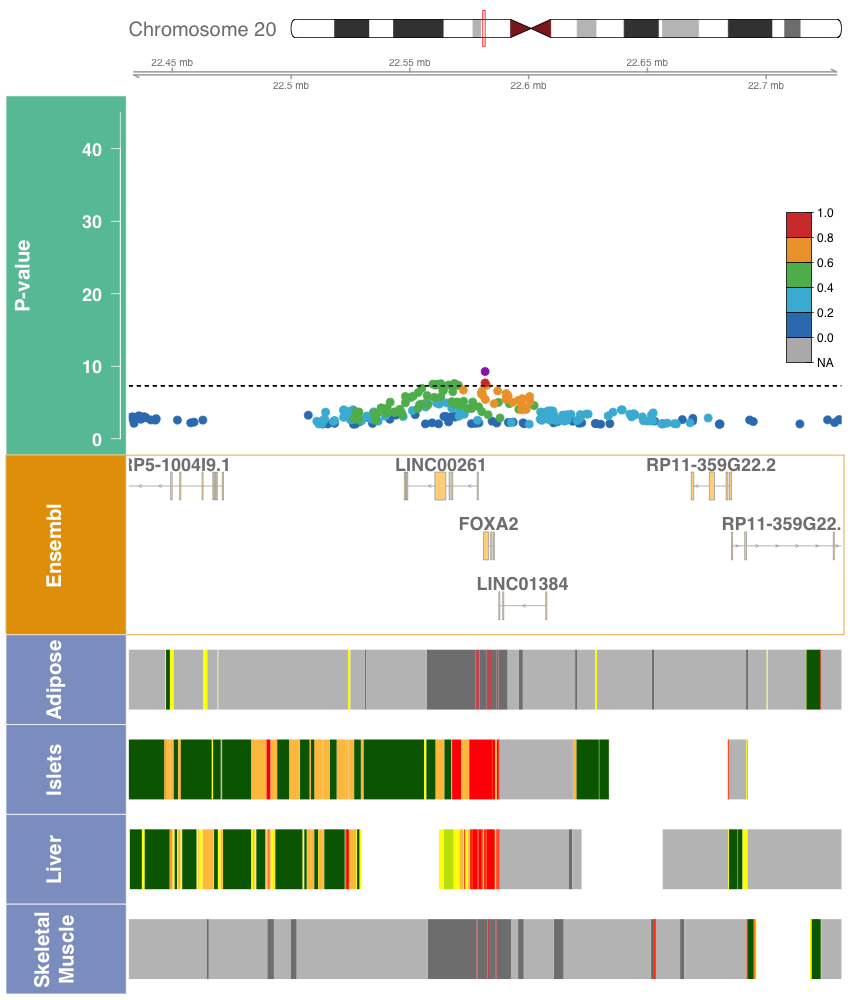 Chromosome 20
22.45 mb
22.55 mb
22.65 mb
22.5 mb
22.6 mb
22.7 mb
P-value
40
30
20
10
0
1.0
0.8
0.6
0.4
0.2
0.0
NA
Ensembl
RP5-1004I9.1
LINC00261
RP11-359G22.2
FOXA2
RP11-359G22.
LINC01384
Adipose
Islets
Liver
Skeletal
Muscle